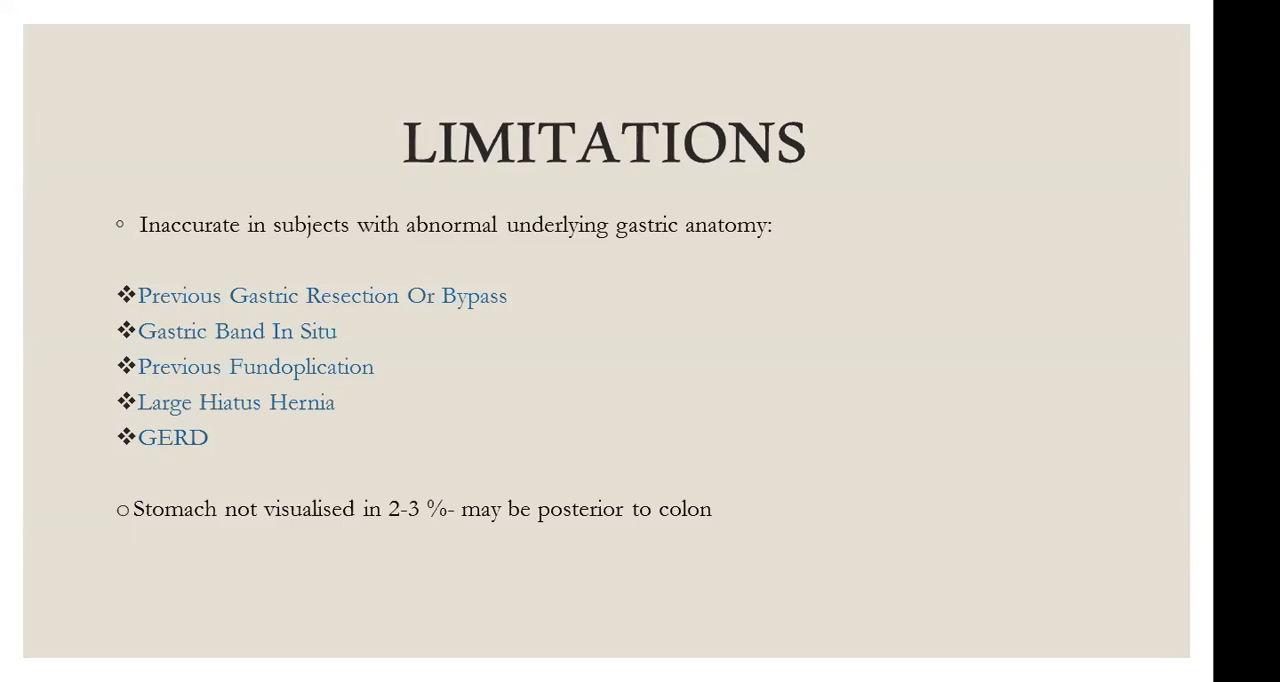 LIMITATIONS
◦ Inaccurate in subjects with abnormal underlying gastric anatomy:
❖Previous Gastric Resection Or Bypass
❖Gastric Band In Situ
❖Previous Fundoplication
❖Large Hiatus Hernia
❖GERD
oStomach not visualised in 2-3 %- may be posterior to colon